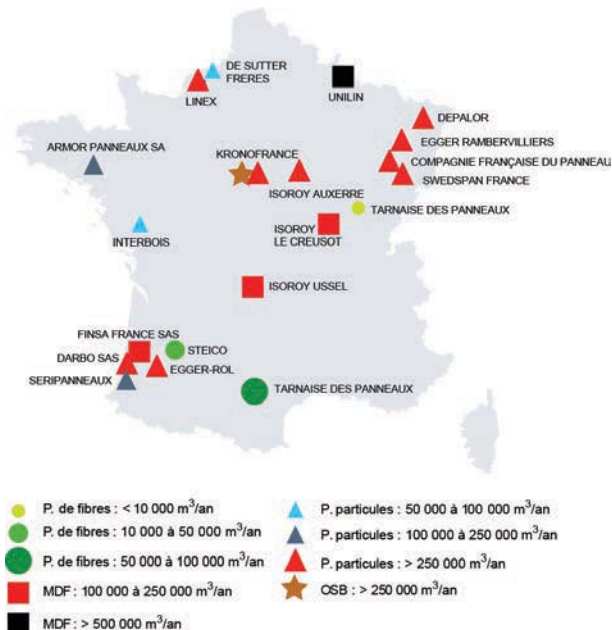 DE SUTTER
FRERES
LINEX
UNILIN
DEPALOR
EGGER RAMBERVILLIERS
ARMOR PANNEAUX SA
KRONOFRANCE
COMPAGNIE FRANÇAISE DU PANNEAU
SWEDSPAN FRANCE
ISOROY AUXERRE
TARNAISE DES PANNEAUX
INTERBOIS
ISOROY
LE CREUSOT
ISOROY USSEL
FINSA FRANCE SAS
STEICO
DARBO SAS
EGGER-ROL
SERIPANNEAUX
TARNAISE DES PANNEAUX
P. de fibres : < 10 000 m³/an
P. de fibres : 10 000 à 50 000 m³/an
P. de fibres : 50 000 à 100 000 m³/an
MDF : 100 000 à 250 000 m³/an
MDF : > 500 000 m³/an
P. particules : 50 000 à 100 000 m³/an
P. particules : 100 000 à 250 000 m³/an
P. particules : > 250 000 m³/an
OSB : > 250 000 m³/an